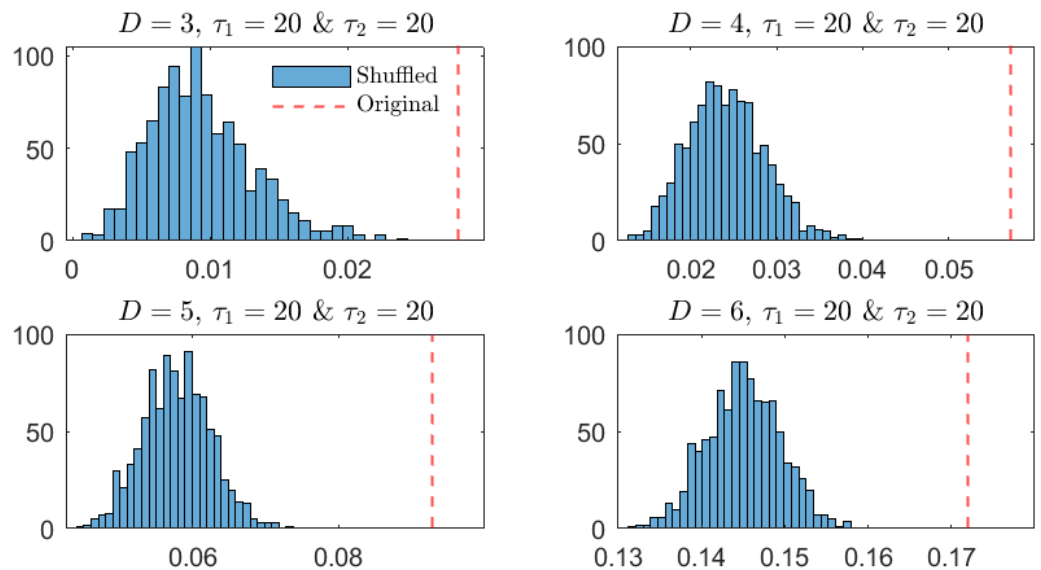 D = 3, τ₁ = 20 & τ₂ = 20
100
50
0
Shuffled
Original
0 0.01 0.02
D = 4, τ₁ = 20 & τ₂ = 20
100
50
0
0.02 0.03 0.04 0.05
D = 5, τ₁ = 20 & τ₂ = 20
100
50
0
0.06 0.08
D = 6, τ₁ = 20 & τ₂ = 20
100
50
0
0.13 0.14 0.15 0.16 0.17